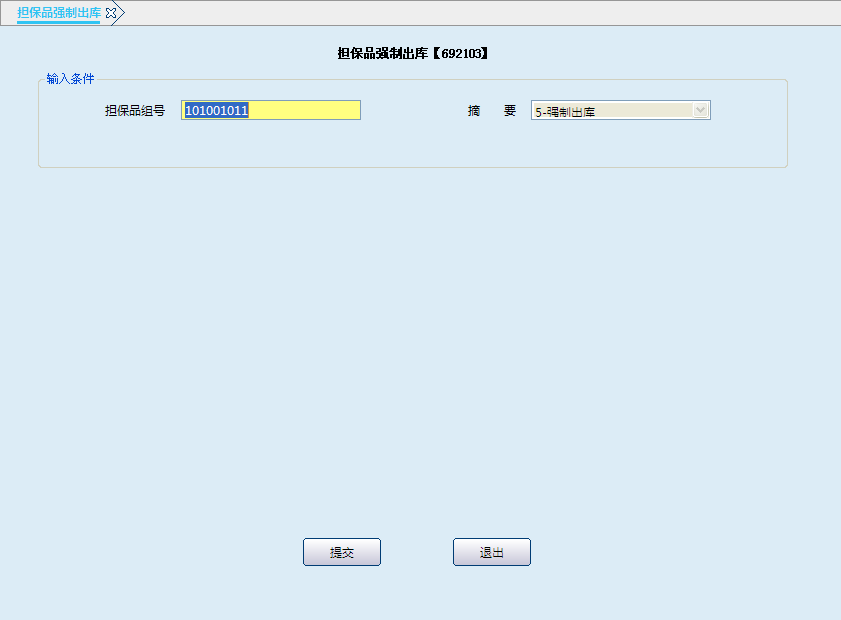 担保品强制出库
担保品强制出库【692103】
输入条件
担保品组号 101001011 摘 要 5-强制出库
提交 退出